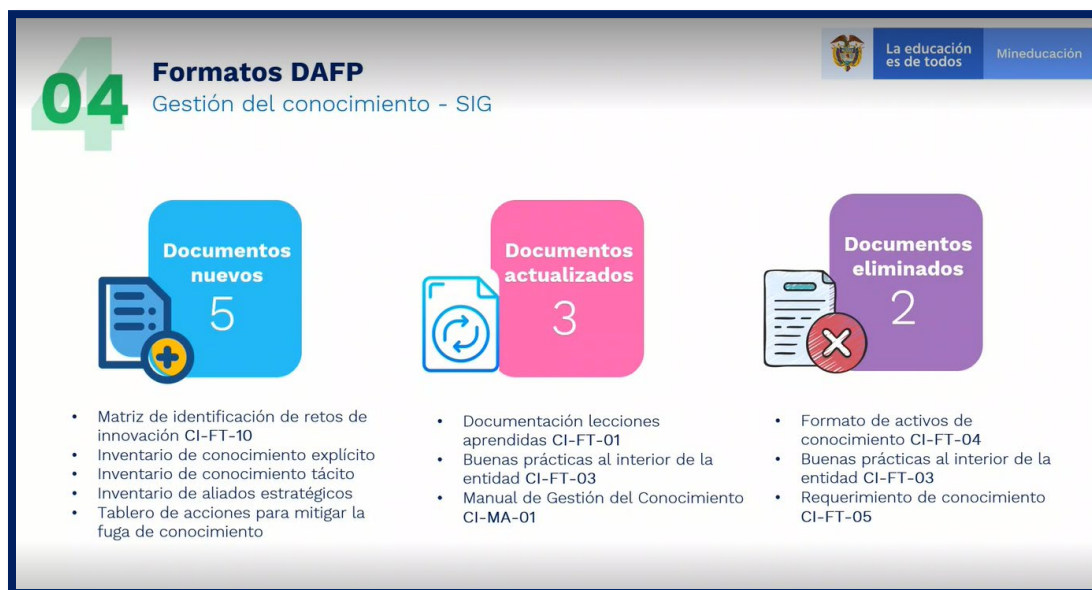 04
Formatos DAFP
Gestión del conocimiento - SIG
La educación
es de todos
Mineducación
Documentos
nuevos
5
• Matriz de identificación de retos de
innovación CI-FT-10
• Inventario de conocimiento explícito
• Inventario de conocimiento tácito
• Inventario de aliados estratégicos
• Tablero de acciones para mitigar la
fuga de conocimiento
Documentos
actualizados
3
• Documentación lecciones
aprendidas CI-FT-01
• Buenas prácticas al interior de la
entidad CI-FT-03
• Manual de Gestión del Conocimiento
CI-MA-01
Documentos
eliminados
2
• Formato de activos de
conocimiento CI-FT-04
• Buenas prácticas al interior de la
entidad CI-FT-03
• Requerimiento de conocimiento
CI-FT-05